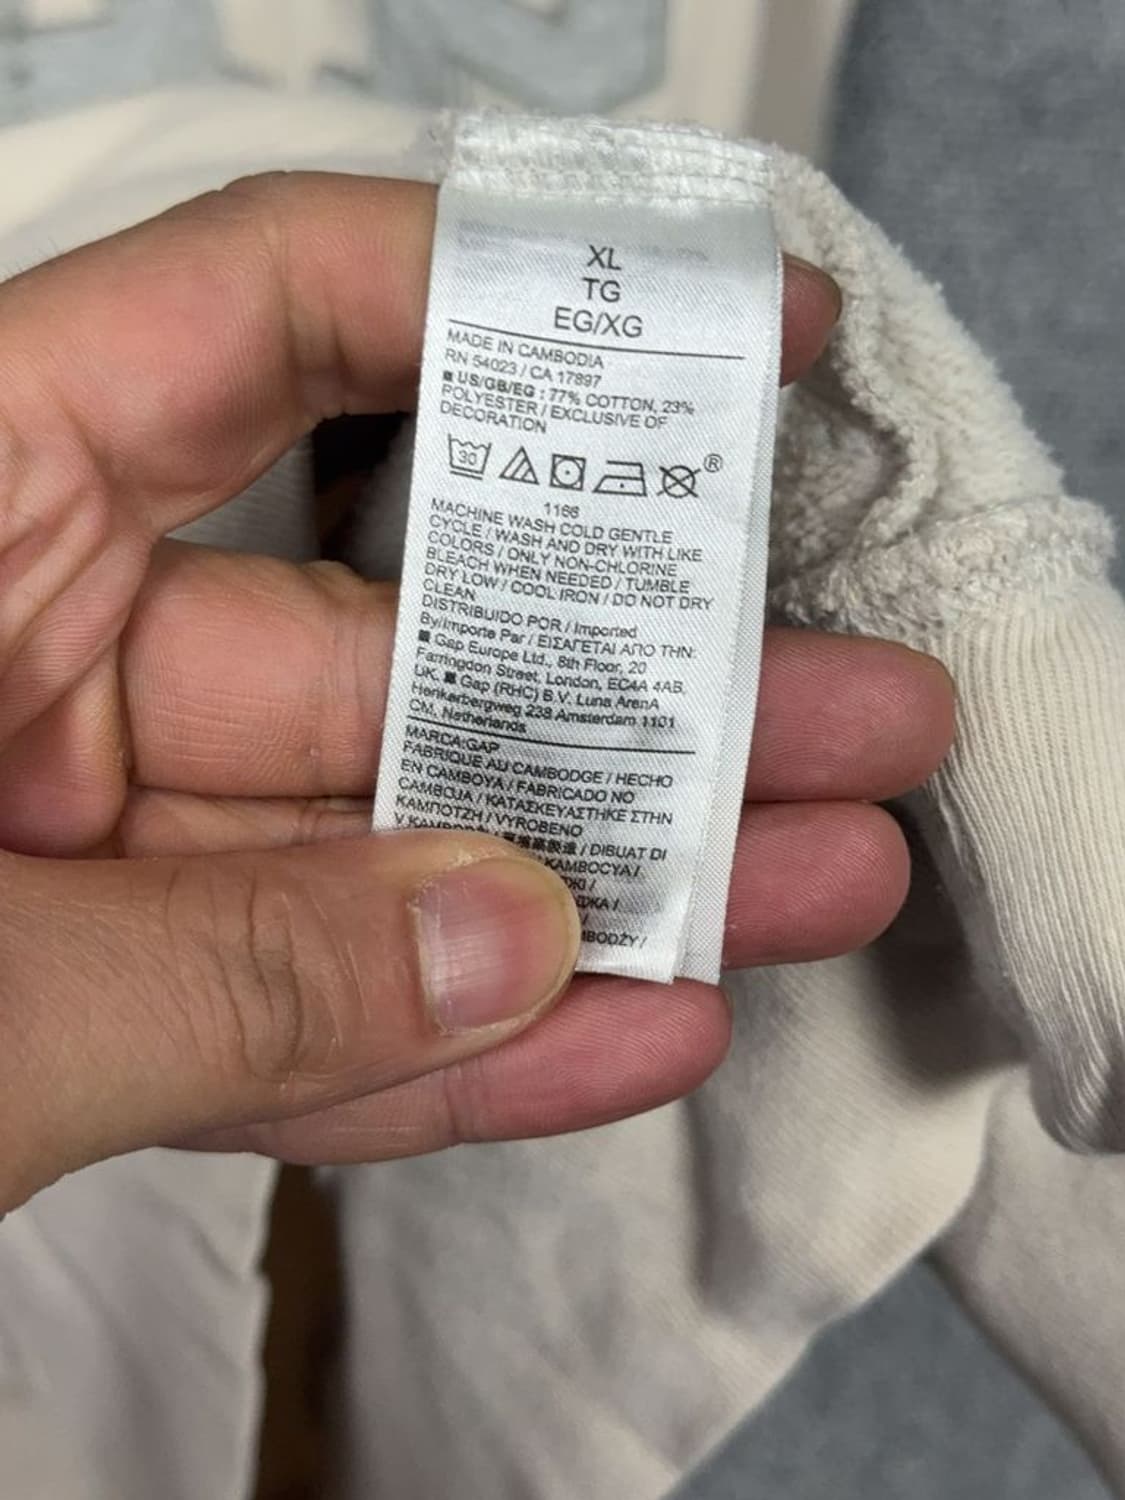 XL
TG
EG/XG
MADE IN CAMBODIA
RN 54023 / CA 17897
■ US/GB/EG : 77% COTTON, 23%
POLYESTER / EXCLUSIVE OF
DECORATION
30
®
1166
MACHINE WASH COLD GENTLE
CYCLE / WASH AND DRY WITH LIKE
COLORS / ONLY NON-CHLORINE
BLEACH WHEN NEEDED / TUMBLE
DRY LOW / COOL IRON / DO NOT DRY
CLEAN
DISTRIBUIDO POR / Imported
By/Importe Par / ΕΙΣΑΓΕΤΑΙ ΑΠΟ ΤΗΝ:
■ Gap Europe Ltd., 8th Floor, 20
Farringdon Street, London, EC4A 4AB,
UK. ■ Gap (RHC) B.V. Luna ArenA
Herikerbergweg 238 Amsterdam 1101
CM, Netherlands
MARCA:GAP
FABRIQUE AU CAMBODGE / HECHO
EN CAMBOYA / FABRICADO NO
CAMBOJA / ΚΑΤΑΣΚΕΥΑΣΤΗΚΕ ΣΤΗΝ
ΚΑΜΠΟΤΖΗ / VYROBENO
/ DIBUAT DI
KAMBOCYA /
/
/
/